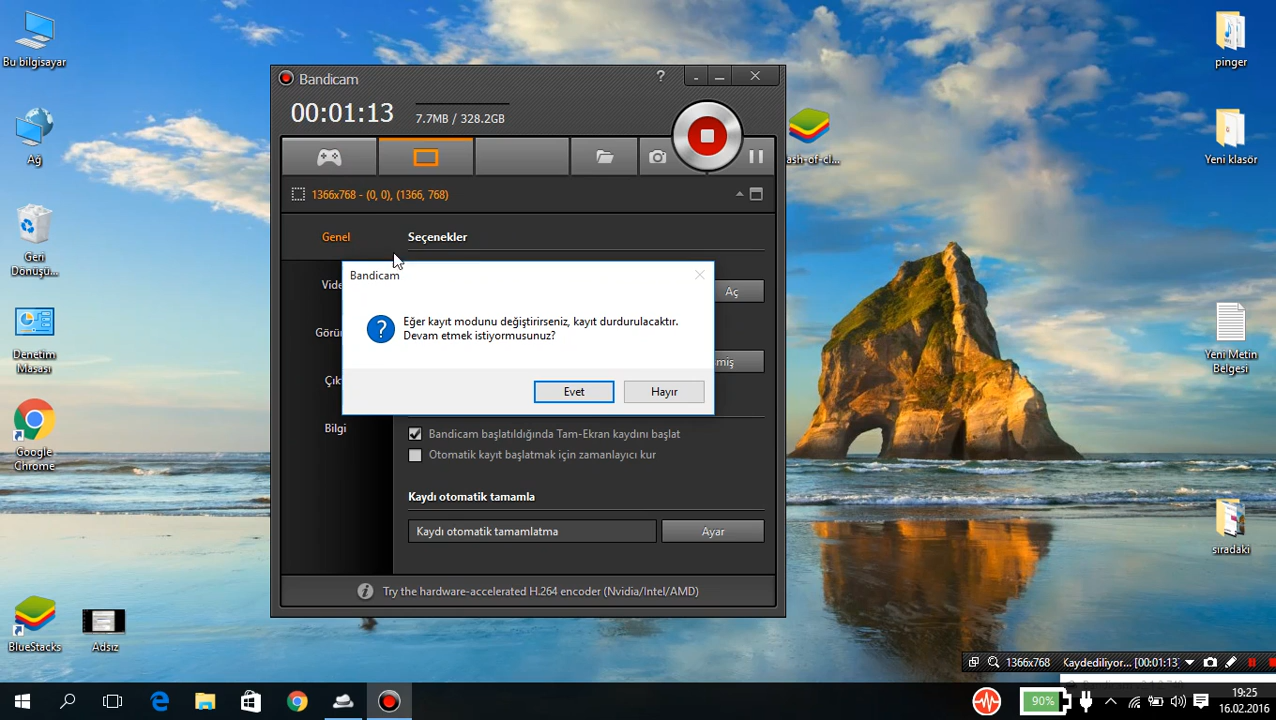 Bu bilgisayar
Ağ
Geri
Dönüşü...
Denetim
Masası
Google
Chrome
BlueStacks
Adsız
Bandicam
?
00:01:13
7.7MB / 328.2GB
1366x768 - (0, 0), (1366, 768)
Genel
Seçenekler
Aç
Bandicam
Eğer kayıt modunu değiştirirseniz, kayıt durdurulacaktır.
Devam etmek istiyormusunuz?
Evet
Hayır
miş
Bilgi
Bandicam başlatıldığında Tam-Ekran kaydını başlat
Otomatik kayıt başlatmak için zamanlayıcı kur
Kaydı otomatik tamamla
Kaydı otomatik tamamlatma
Ayar
Try the hardware-accelerated H.264 encoder (Nvidia/Intel/AMD)
ash-of-cl...
pinger
Yeni klasör
Yeni Metin
Belgesi
sıradaki
1366x768 Kaydediliyor... [00:01:13]
90%
19:25
16.02.2016